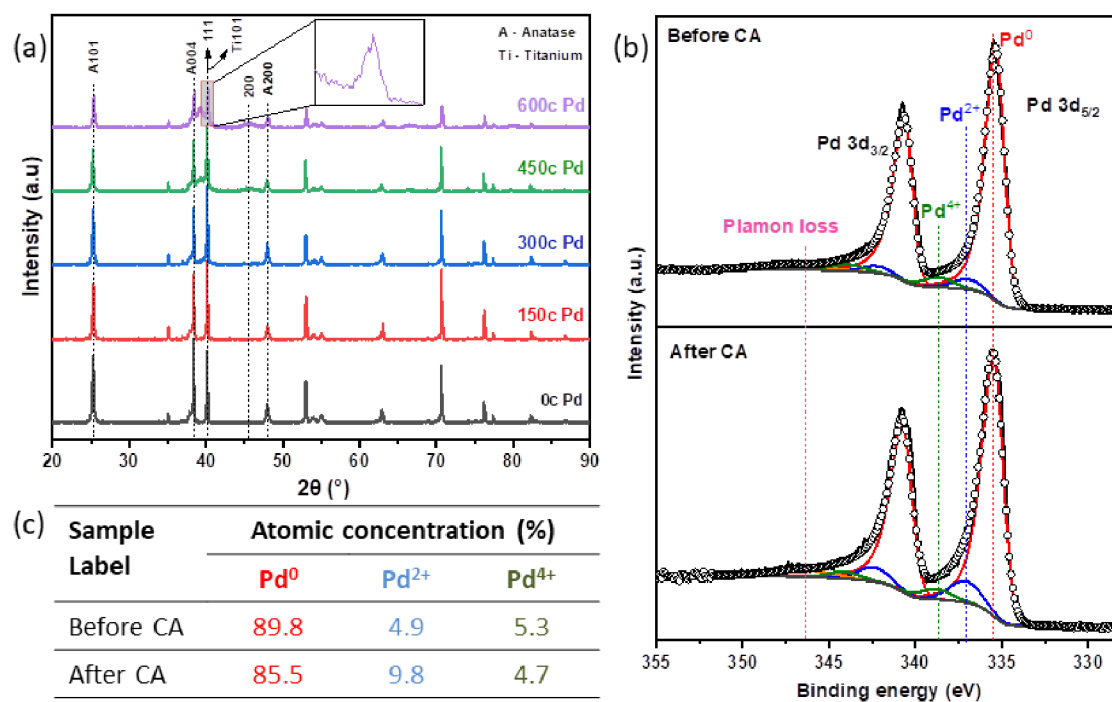 (a)
A101
A004
111
Ti101
200
A200
A - Anatase
Ti - Titanium
600c Pd
450c Pd
300c Pd
150c Pd
0c Pd
Intensity (a.u)
20 30 40 50 60 70 80 90
2θ (°)
(b)
Before CA
Pd⁰
Pd²⁺
Pd 3d₅/₂
Pd 3d₃/₂
Pd⁴⁺
Plamon loss
After CA
Intensity (a.u.)
355 350 345 340 335 330
Binding energy (eV)
(c)
Sample Label
Atomic concentration (%)
Pd⁰ Pd²⁺ Pd⁴⁺
Before CA 89.8 4.9 5.3
After CA 85.5 9.8 4.7